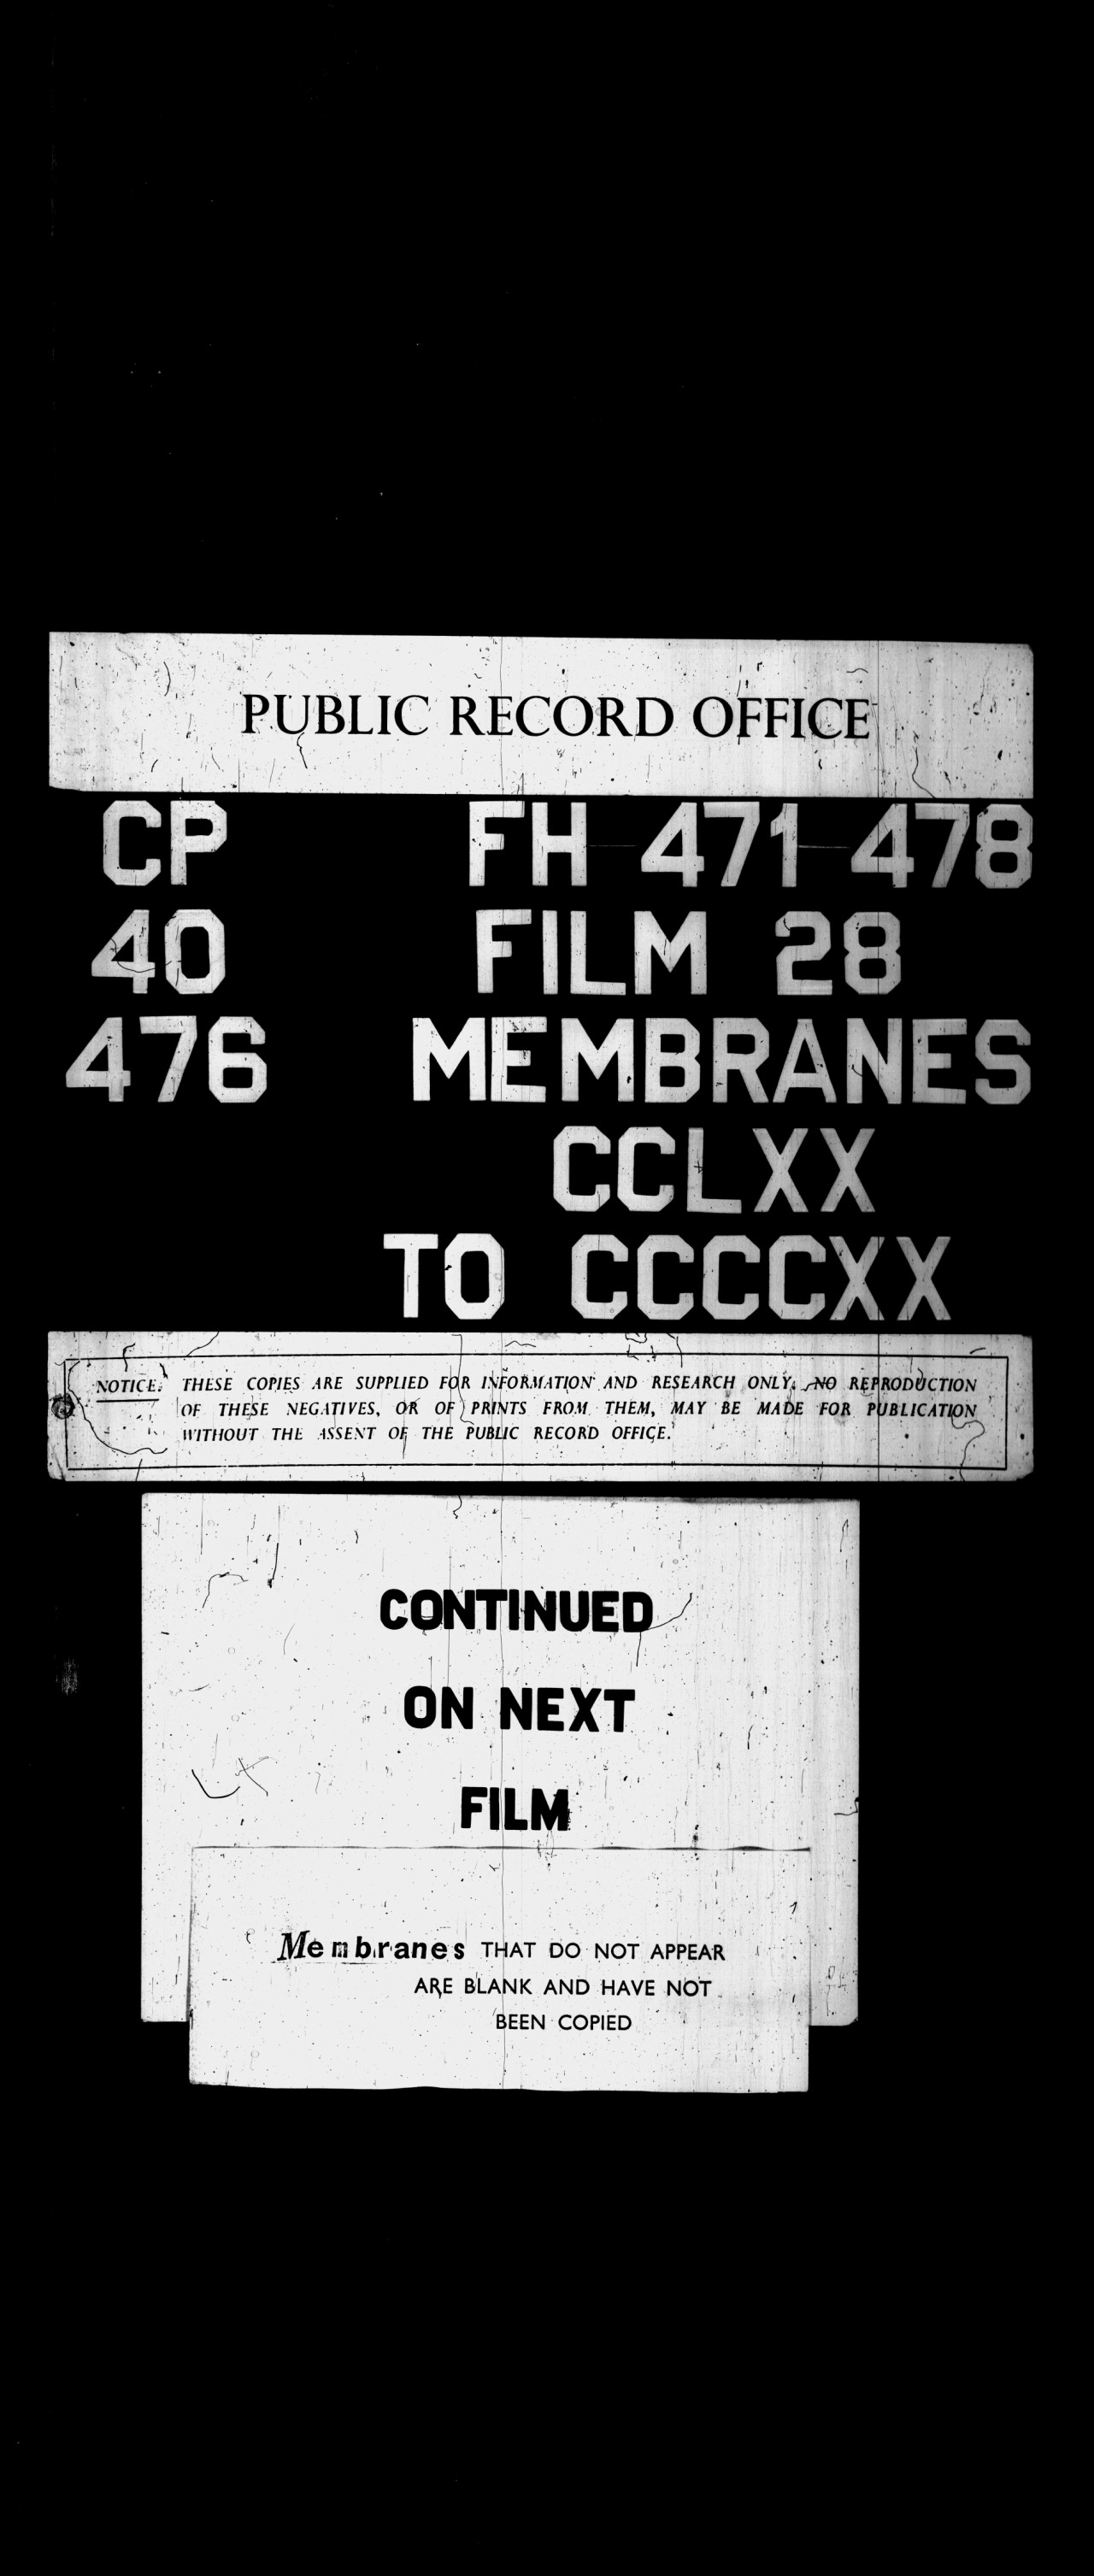 PUBLIC RECORD OFFICE
CP FH 471-478
40 FILM 28
476 MEMBRANES
CCLXX
TO CCCCXX
NOTICE: THESE COPIES ARE SUPPLIED FOR INFORMATION AND RESEARCH ONLY. NO REPRODUCTION
OF THESE NEGATIVES, OR OF PRINTS FROM THEM, MAY BE MADE FOR PUBLICATION
WITHOUT THE ASSENT OF THE PUBLIC RECORD OFFICE.
CONTINUED
ON NEXT
FILM
Membranes THAT DO NOT APPEAR
ARE BLANK AND HAVE NOT
BEEN COPIED